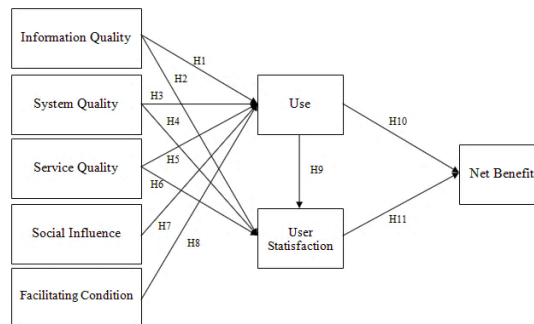 Information Quality
H1
H2
System Quality
H3
Use
H4
H10
Service Quality
H5
H6
H9
Net Benefit
Social Influence
H7
H8
User
Statisfaction
H11
Facilitating Condition